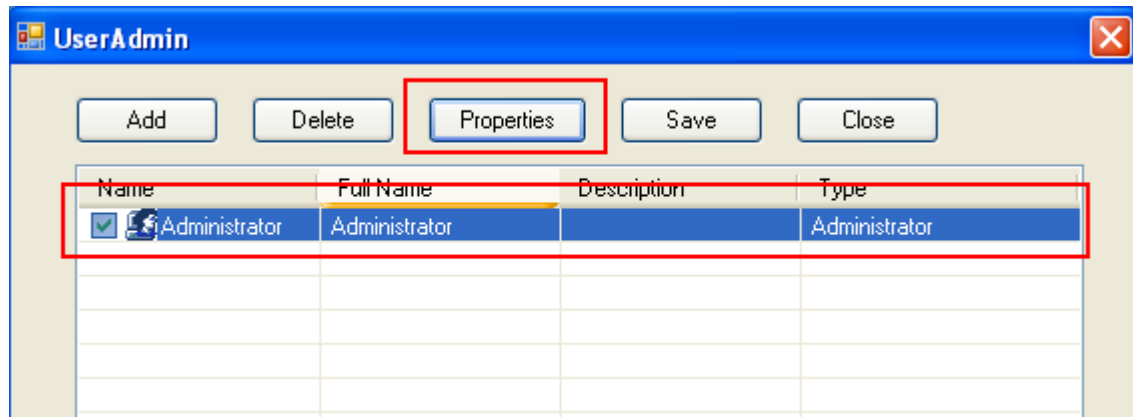 UserAdmin
Add Delete Properties Save Close
Name Full Name Description Type
Administrator Administrator Administrator